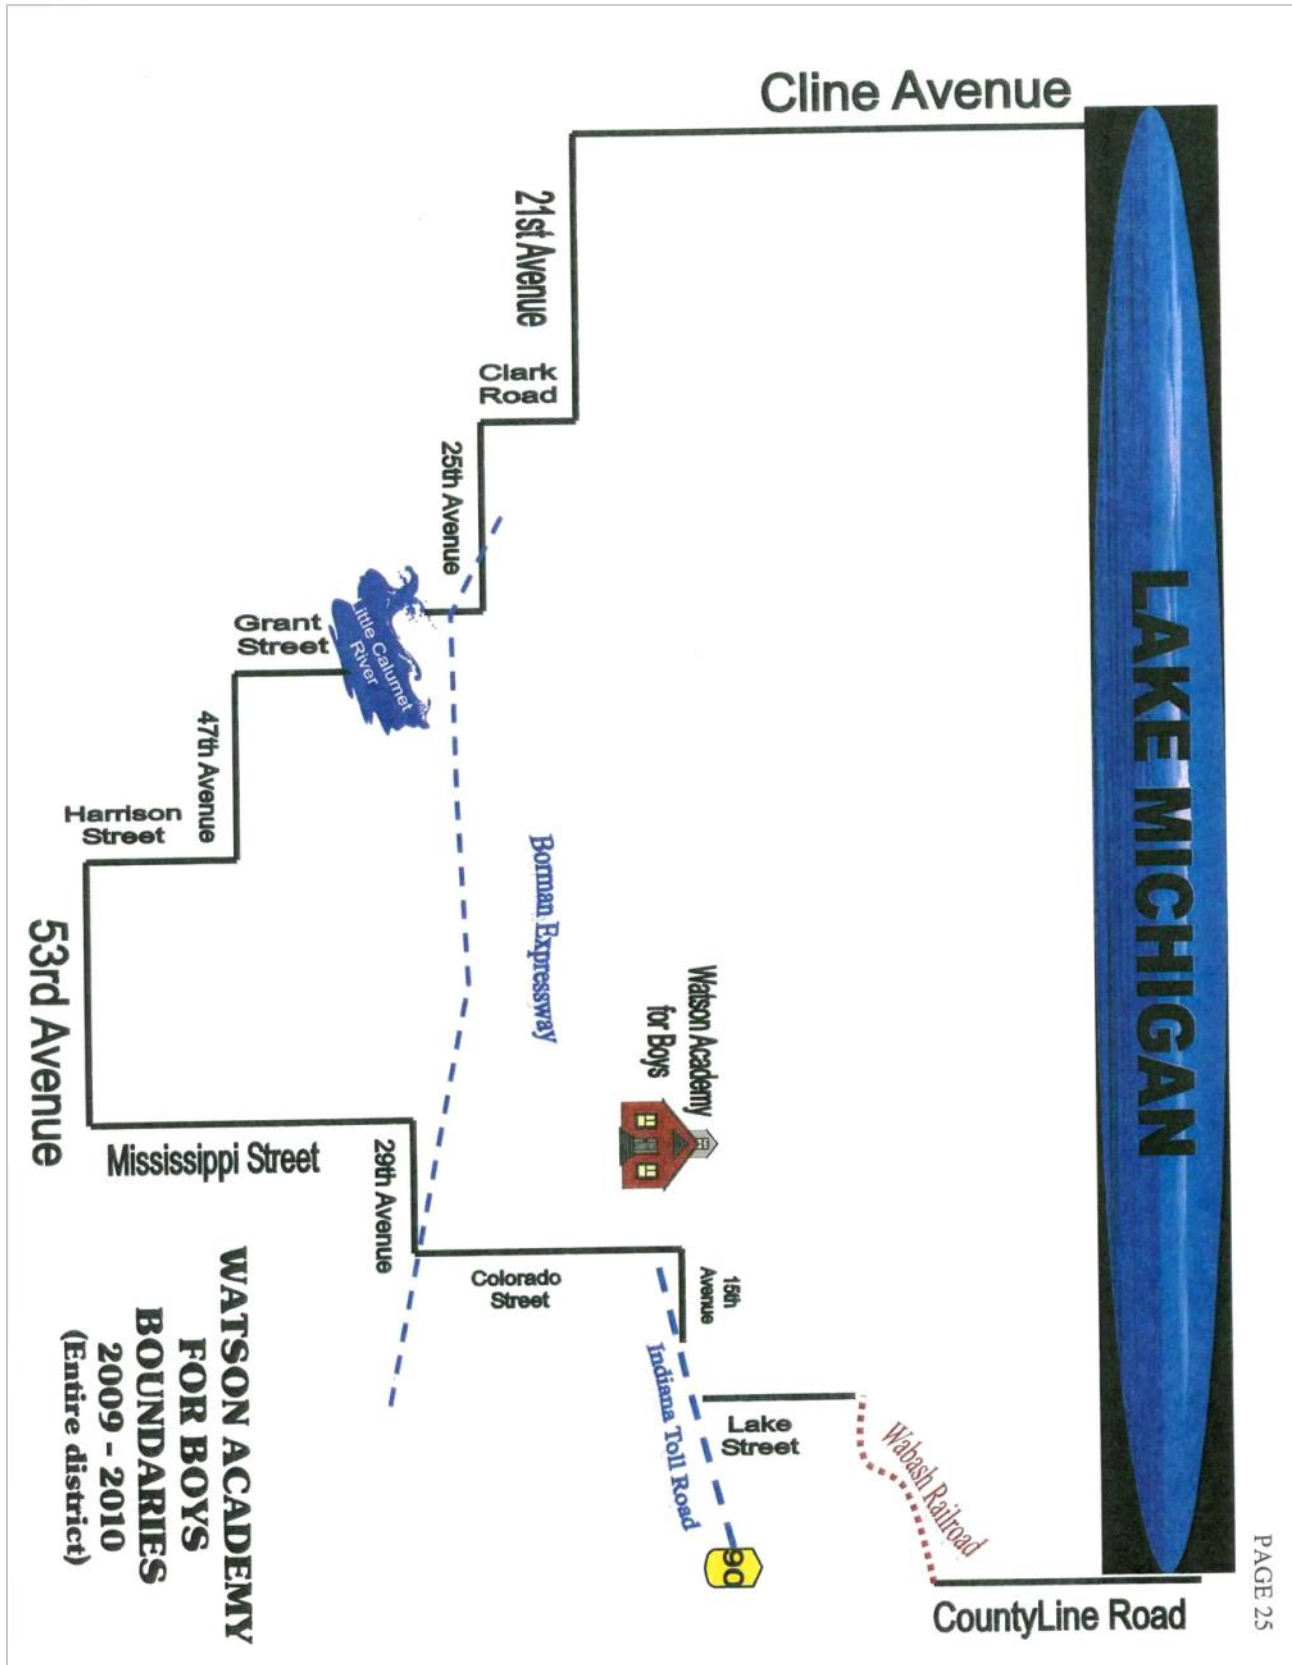 PAGE 25
Cline Avenue
LAKE MICHIGAN
21st Avenue
Clark
Road
25th Avenue
Grant
Street
ittle Calumet
River
47th Avenue
Harrison
Street
53rd Avenue
Borman Expressway
Watson Academy
for Boys
Mississippi Street
29th Avenue
Colorado
Street
15th
Avenue
Indiana Toll Road
90
Lake
Street
Wabash Railroad
CountyLine Road
WATSON ACADEMY
FOR BOYS
BOUNDARIES
2009 - 2010
(Entire district)